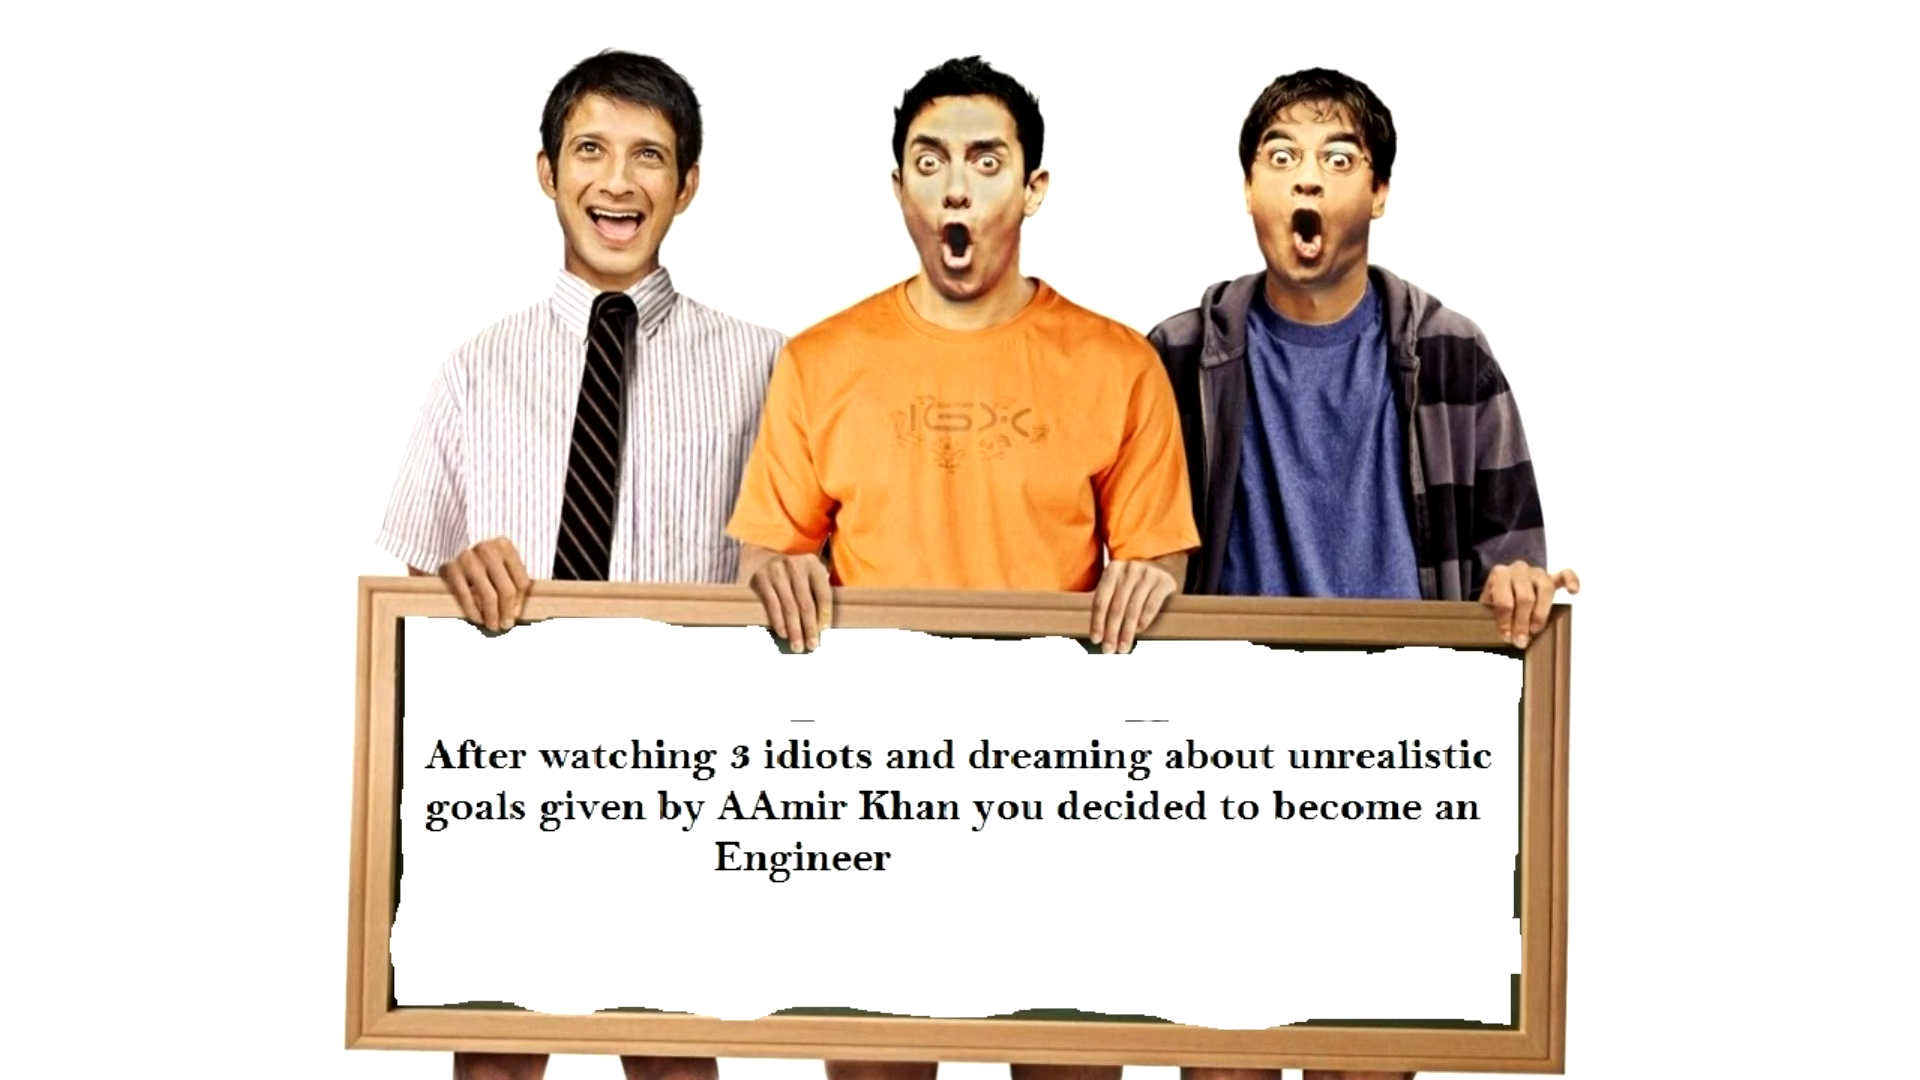 IGX
After watching 3 idiots and dreaming about unrealistic
goals given by AAmir Khan you decided to become an
Engineer